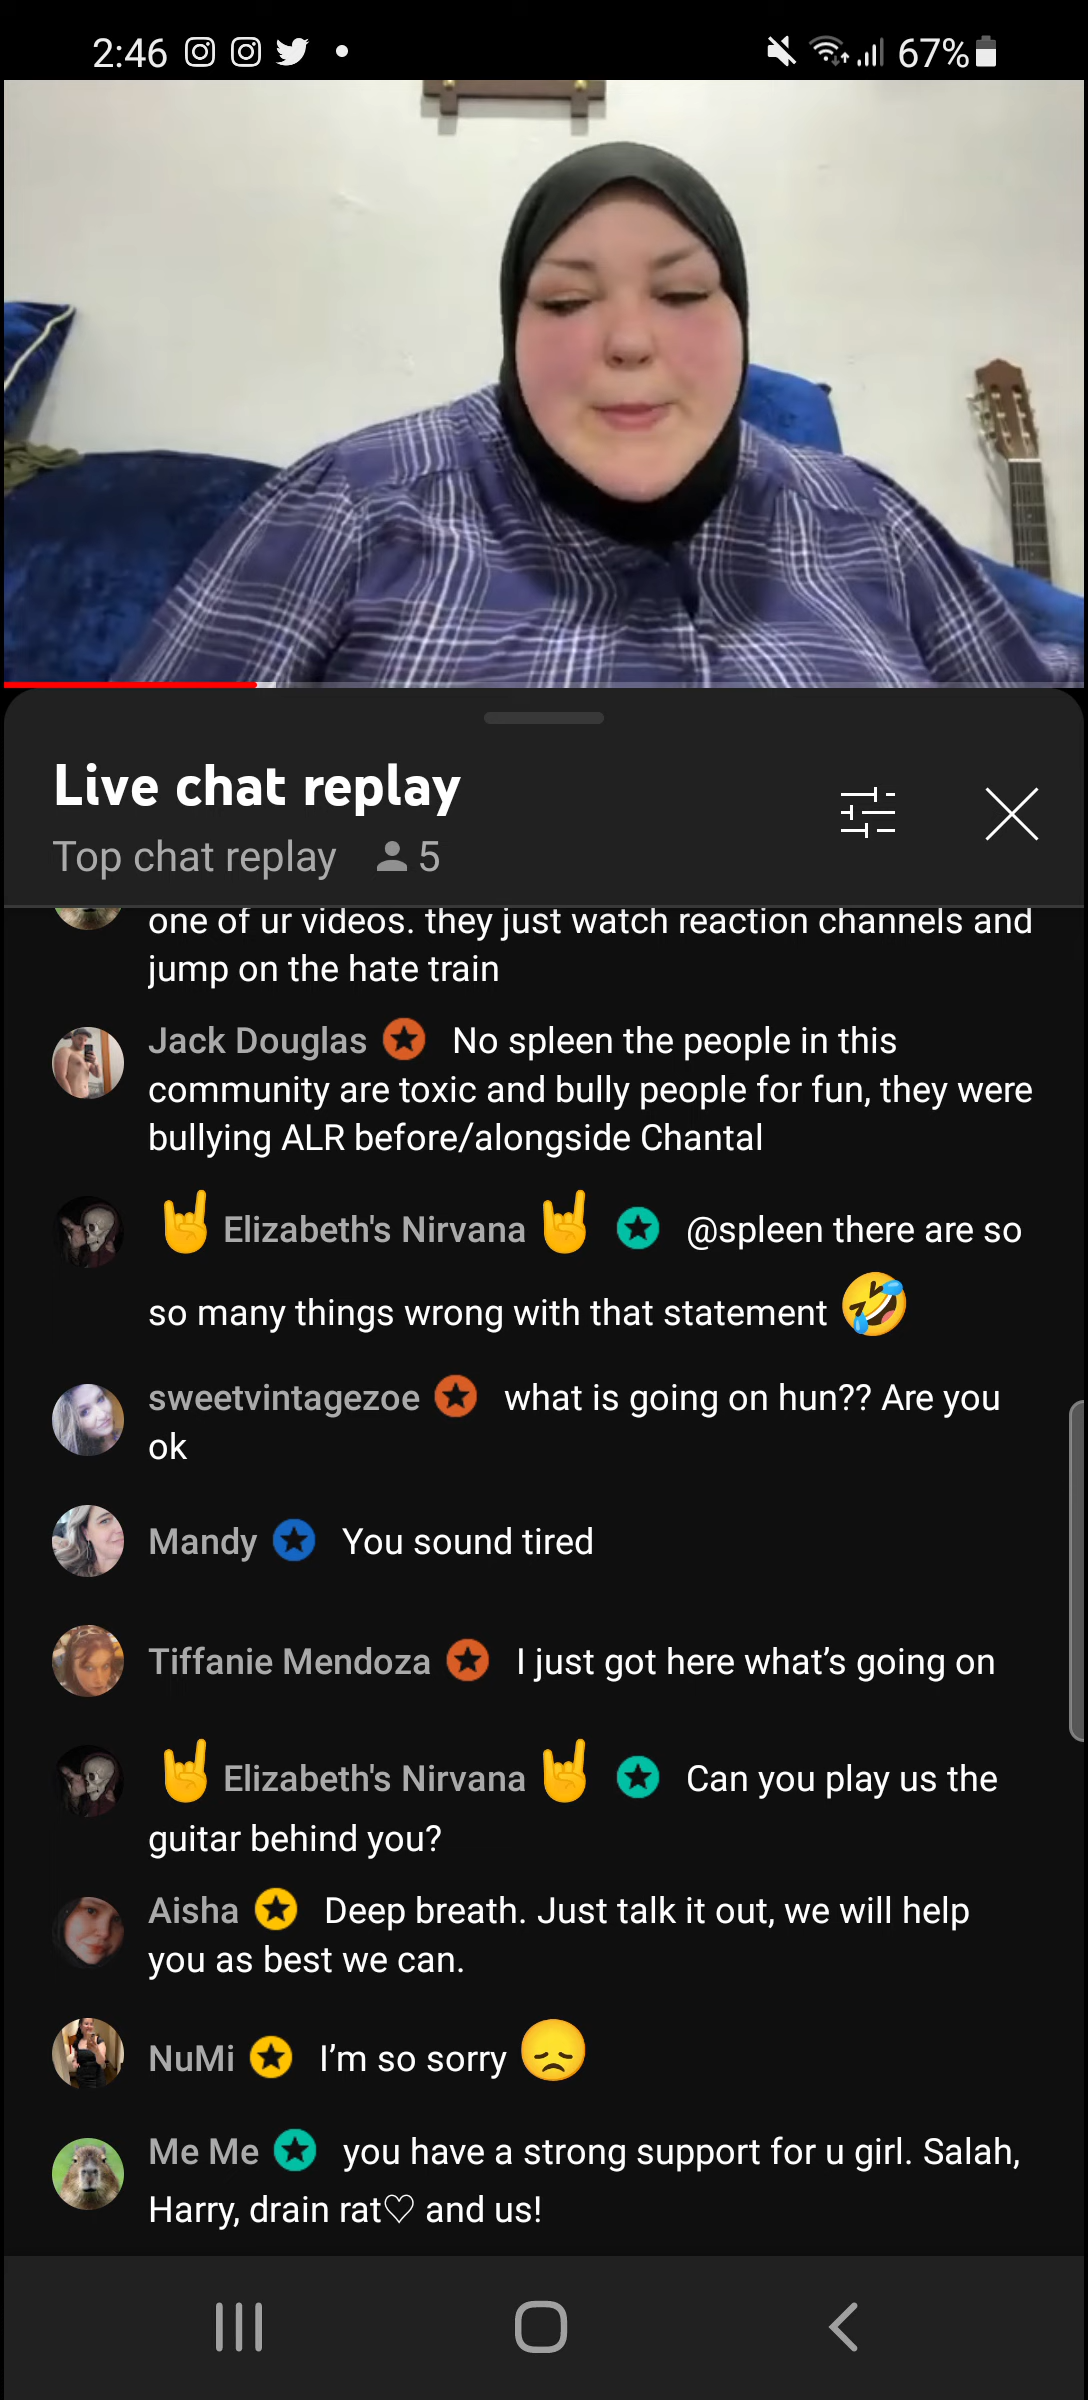 2:46 67%
Live chat replay
Top chat replay 5
one of ur videos. they just watch reaction channels and
jump on the hate train
Jack Douglas No spleen the people in this
community are toxic and bully people for fun, they were
bullying ALR before/alongside Chantal
🤘Elizabeth's Nirvana🤘 @spleen there are so
so many things wrong with that statement 🤣
sweetvintagezoe what is going on hun?? Are you
ok
Mandy You sound tired
Tiffanie Mendoza I just got here what’s going on
🤘Elizabeth's Nirvana🤘 Can you play us the
guitar behind you?
Aisha Deep breath. Just talk it out, we will help
you as best we can.
NuMi I’m so sorry 😞
Me Me you have a strong support for u girl. Salah,
Harry, drain rat♡ and us!